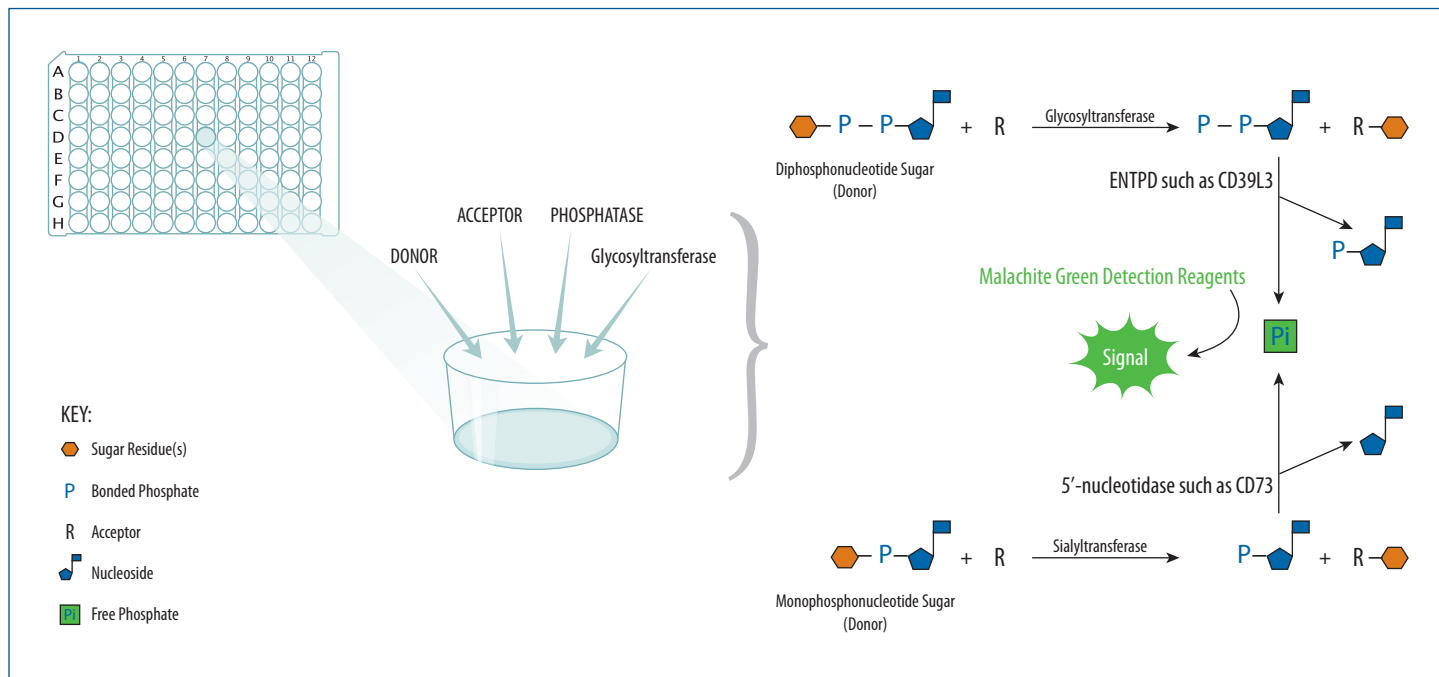 1 2 3 4 5 6 7 8 9 10 11 12
A
B
C
D
E
F
G
H
DONOR
ACCEPTOR
PHOSPHATASE
Glycosyltransferase
KEY:
Sugar Residue(s)
P Bonded Phosphate
R Acceptor
Nucleoside
Pi Free Phosphate
P – P + R Glycosyltransferase P – P + R
Diphosphonucleotide Sugar
(Donor)
ENTPD such as CD39L3
P
Malachite Green Detection Reagents
Signal
Pi
5′-nucleotidase such as CD73
P + R Sialyltransferase P + R
Monophosphonucleotide Sugar
(Donor)